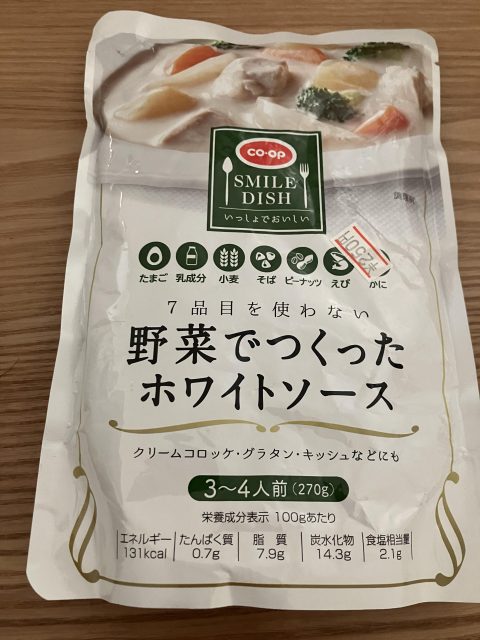 CO·OP
SMILE
DISH
いっしょでおいしい
たまご 乳成分 小麦 そば ピーナッツ えび かに
7品目を使わない
野菜でつくった
ホワイトソース
クリームコロッケ・グラタン・キッシュなどにも
3~4人前(270g)
栄養成分表示 100gあたり
エネルギー たんぱく質 脂質 炭水化物 食塩相当量
131kcal 0.7g 7.9g 14.3g 2.1g